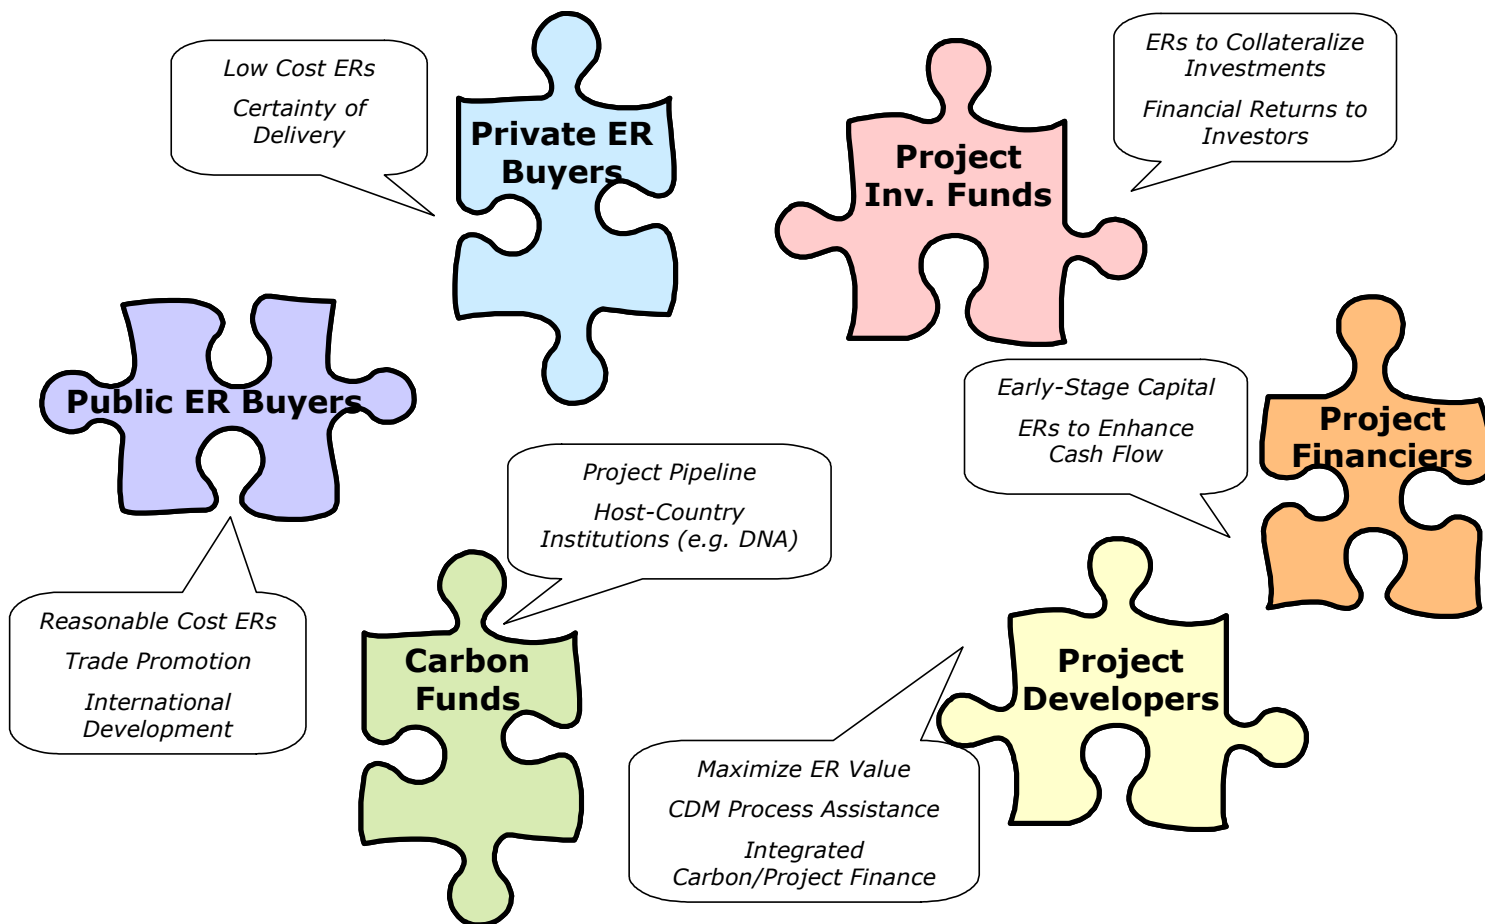 Low Cost ERs
Certainty of
Delivery
Private ER
Buyers
ERs to Collateralize
Investments
Financial Returns to
Investors
Project
Inv. Funds
Public ER Buyers
Early-Stage Capital
ERs to Enhance
Cash Flow
Project
Financiers
Project Pipeline
Host-Country
Institutions (e.g. DNA)
Reasonable Cost ERs
Trade Promotion
International
Development
Carbon
Funds
Project
Developers
Maximize ER Value
CDM Process Assistance
Integrated
Carbon/Project Finance